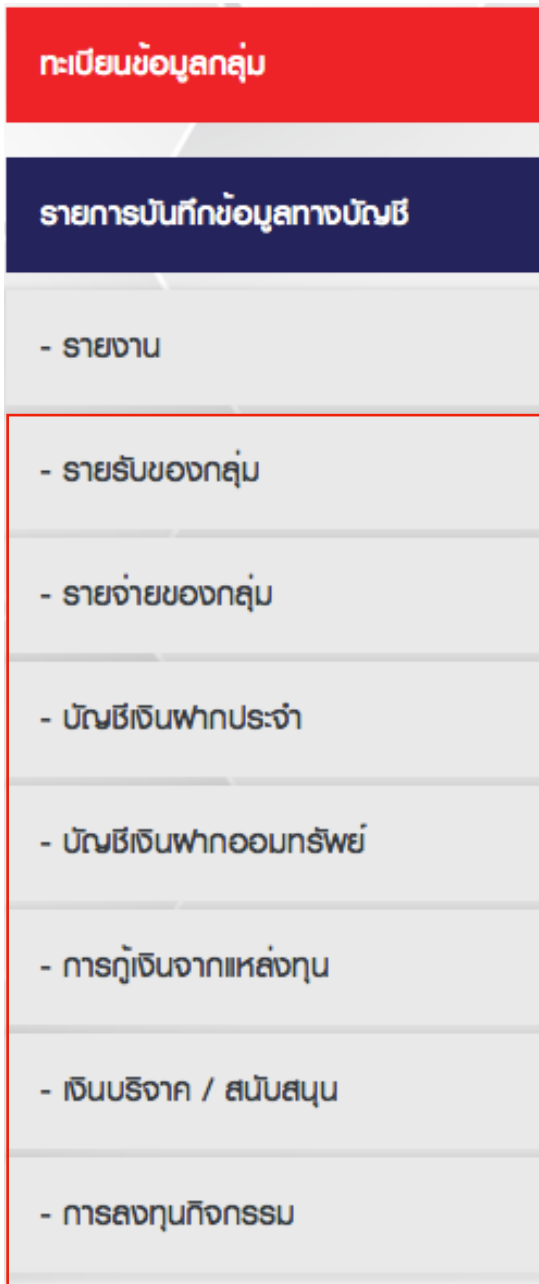 ทะเบียนข้อมูลกลุ่ม
รายการบันทึกข้อมูลทางบัญชี
- รายงาน
- รายรับของกลุ่ม
- รายจ่ายของกลุ่ม
- บัญชีเงินฝากประจำ
- บัญชีเงินฝากออมทรัพย์
- การกู้เงินจากแหล่งทุน
- เงินบริจาค / สนับสนุน
- การลงทุนกิจกรรม